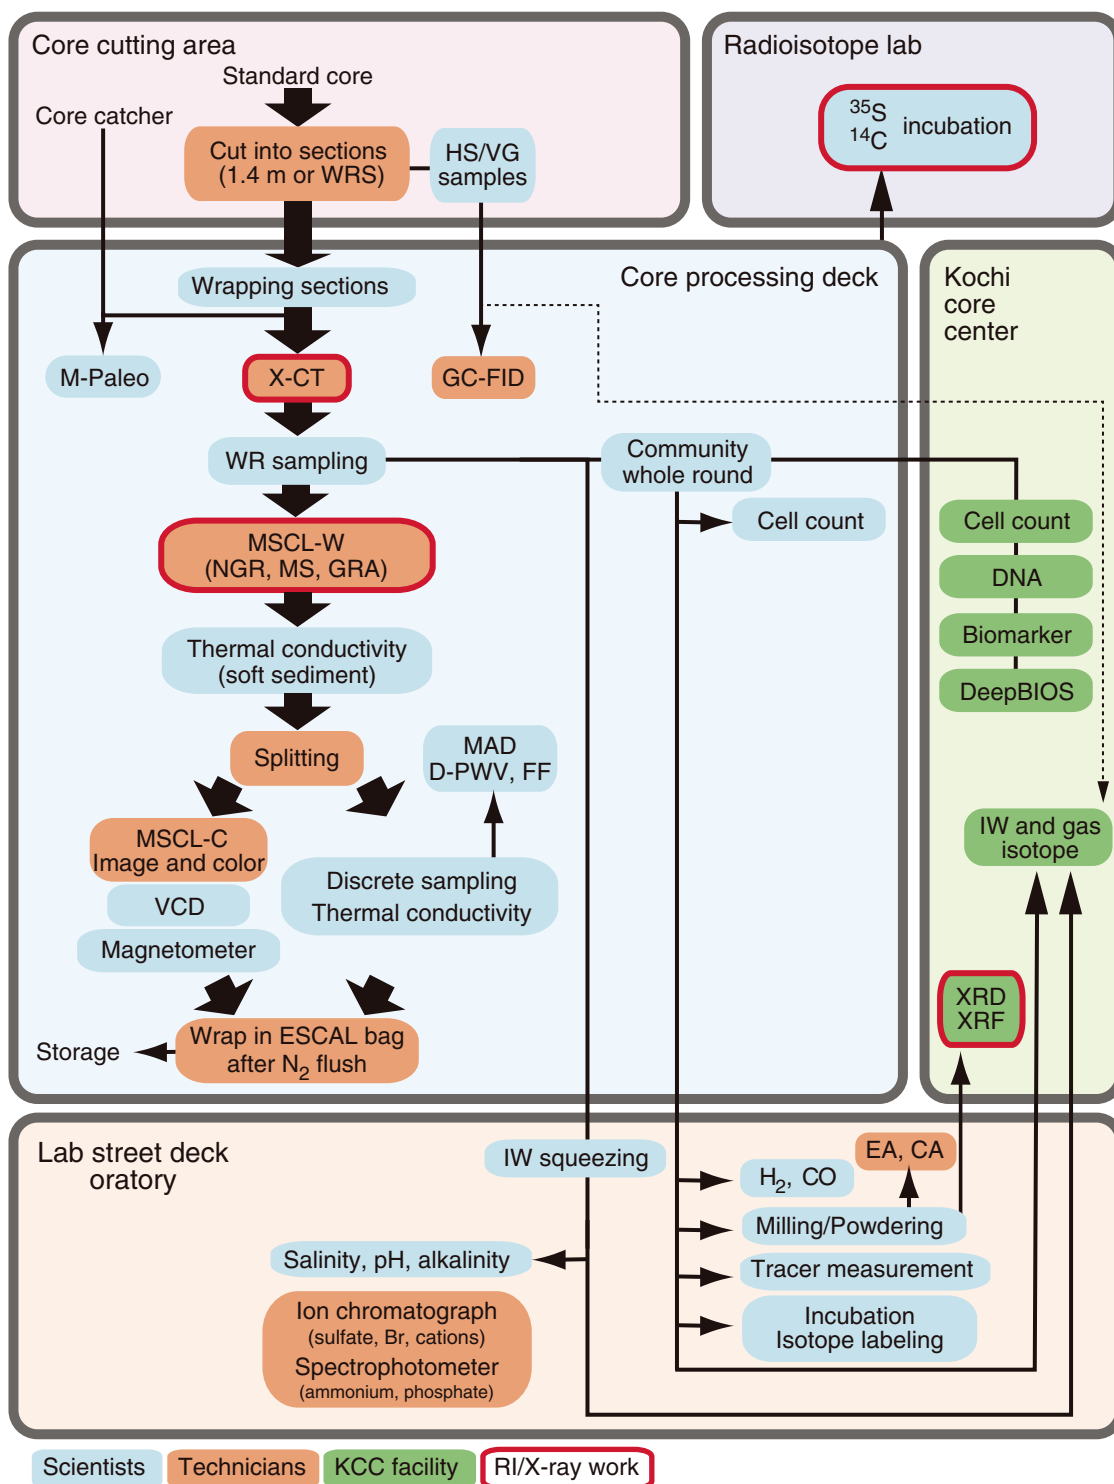 Core cutting area
Standard core
Core catcher
Cut into sections
(1.4 m or WRS)
HS/VG
samples
Radioisotope lab
35S
14C
incubation
Wrapping sections
Core processing deck
Kochi
core
center
M-Paleo
X-CT
GC-FID
WR sampling
Community
whole round
Cell count
Cell count
DNA
Biomarker
DeepBIOS
MSCL-W
(NGR, MS, GRA)
Thermal conductivity
(soft sediment)
Splitting
MAD
D-PWV, FF
MSCL-C
Image and color
VCD
Magnetometer
Discrete sampling
Thermal conductivity
IW and gas
isotope
XRD
XRF
Wrap in ESCAL bag
after N2 flush
Storage
Lab street deck
oratory
IW squeezing
EA, CA
H2, CO
Milling/Powdering
Salinity, pH, alkalinity
Tracer measurement
Ion chromatograph
(sulfate, Br, cations)
Spectrophotometer
(ammonium, phosphate)
Incubation
Isotope labeling
Scientists
Technicians
KCC facility
RI/X-ray work